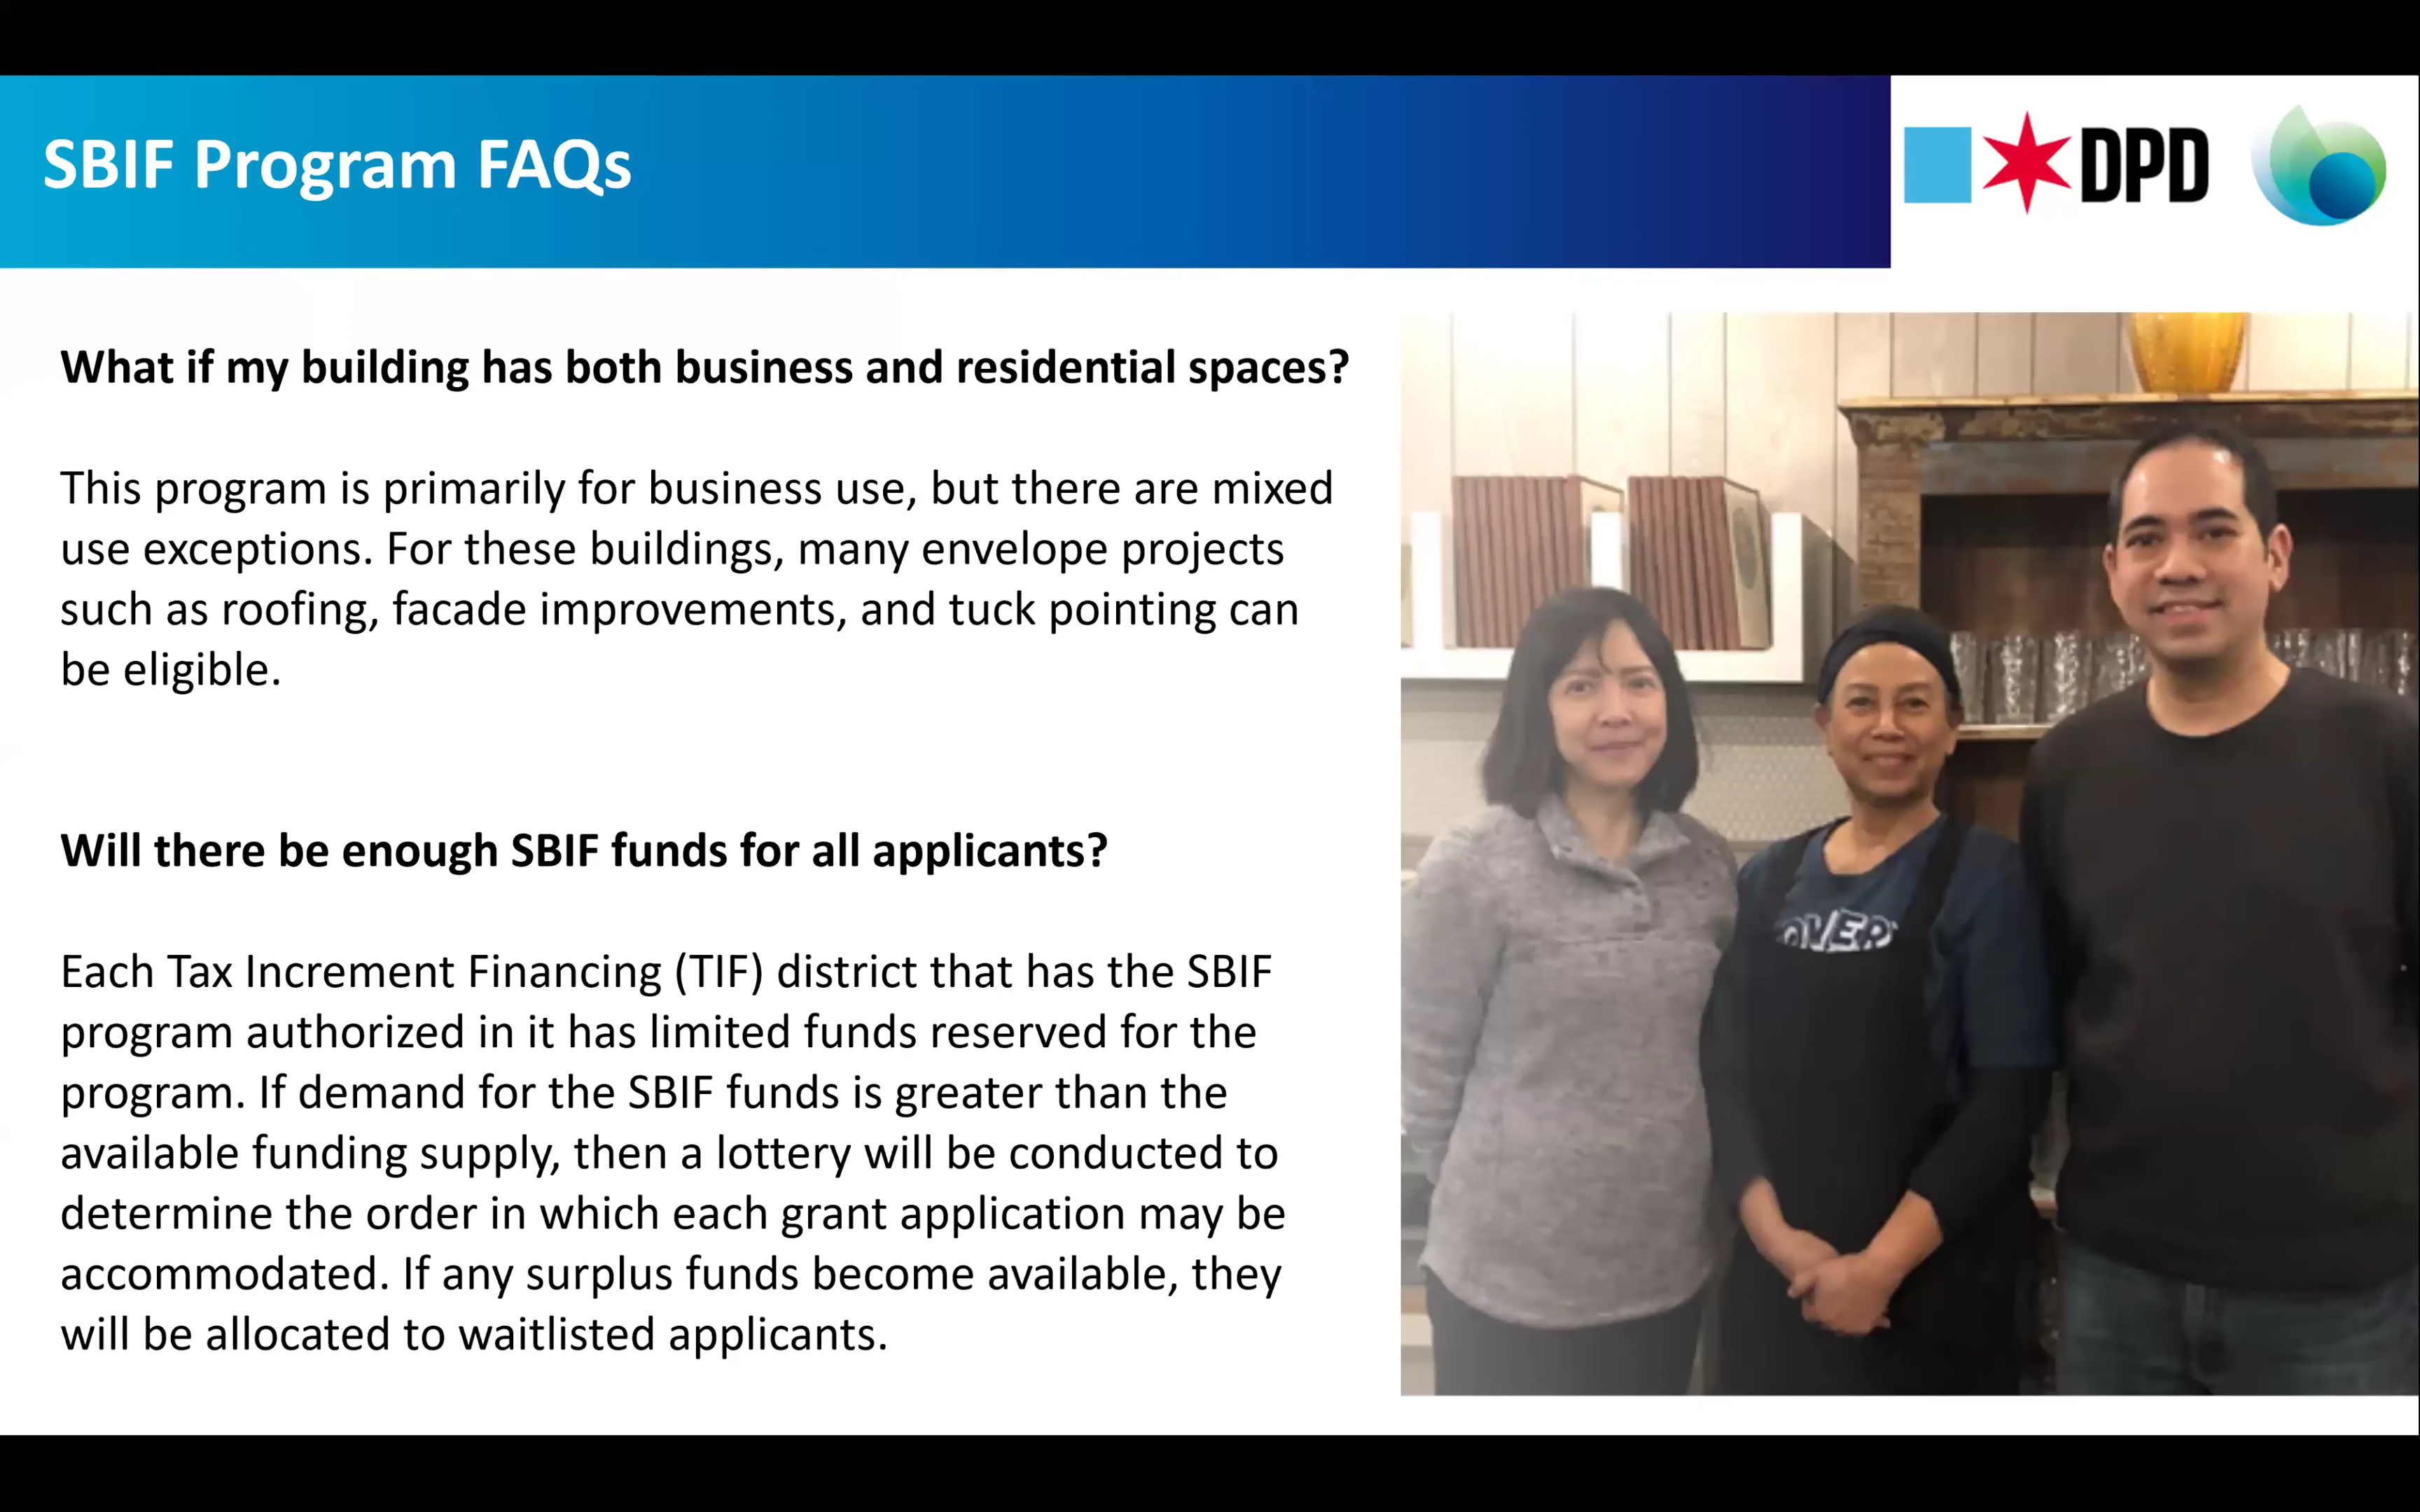 SBIF Program FAQs
DPD
What if my building has both business and residential spaces?
This program is primarily for business use, but there are mixed
use exceptions. For these buildings, many envelope projects
such as roofing, facade improvements, and tuck pointing can
be eligible.
Will there be enough SBIF funds for all applicants?
Each Tax Increment Financing (TIF) district that has the SBIF
program authorized in it has limited funds reserved for the
program. If demand for the SBIF funds is greater than the
available funding supply, then a lottery will be conducted to
determine the order in which each grant application may be
accommodated. If any surplus funds become available, they
will be allocated to waitlisted applicants.